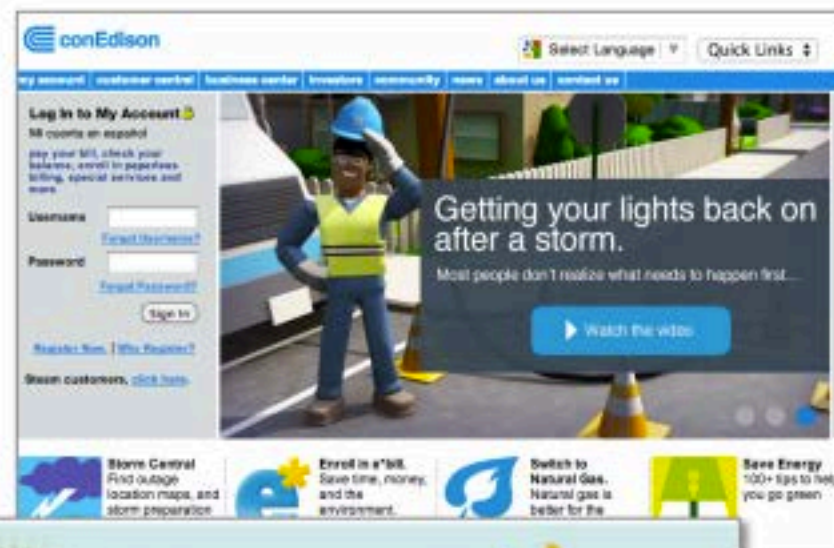 conEdison
Select Language
Quick Links
my account customer central business center investors community news about us contact us
Log In to My Account
Mi cuenta en español
pay your bill, check your
balance, enroll in paperless
billing, special services and
more
Username
Forgot Username?
Password
Forgot Password?
Sign In
Register Now. | Why Register?
Steam customers, click here.
Getting your lights back on
after a storm.
Most people don't realize what needs to happen first...
Watch the video
Storm Central
Find outage
location maps, and
storm preparation
Enroll in e*bill.
Save time, money,
and the
environment.
Switch to
Natural Gas.
Natural gas is
better for the
Save Energy
100+ tips to help
you go green